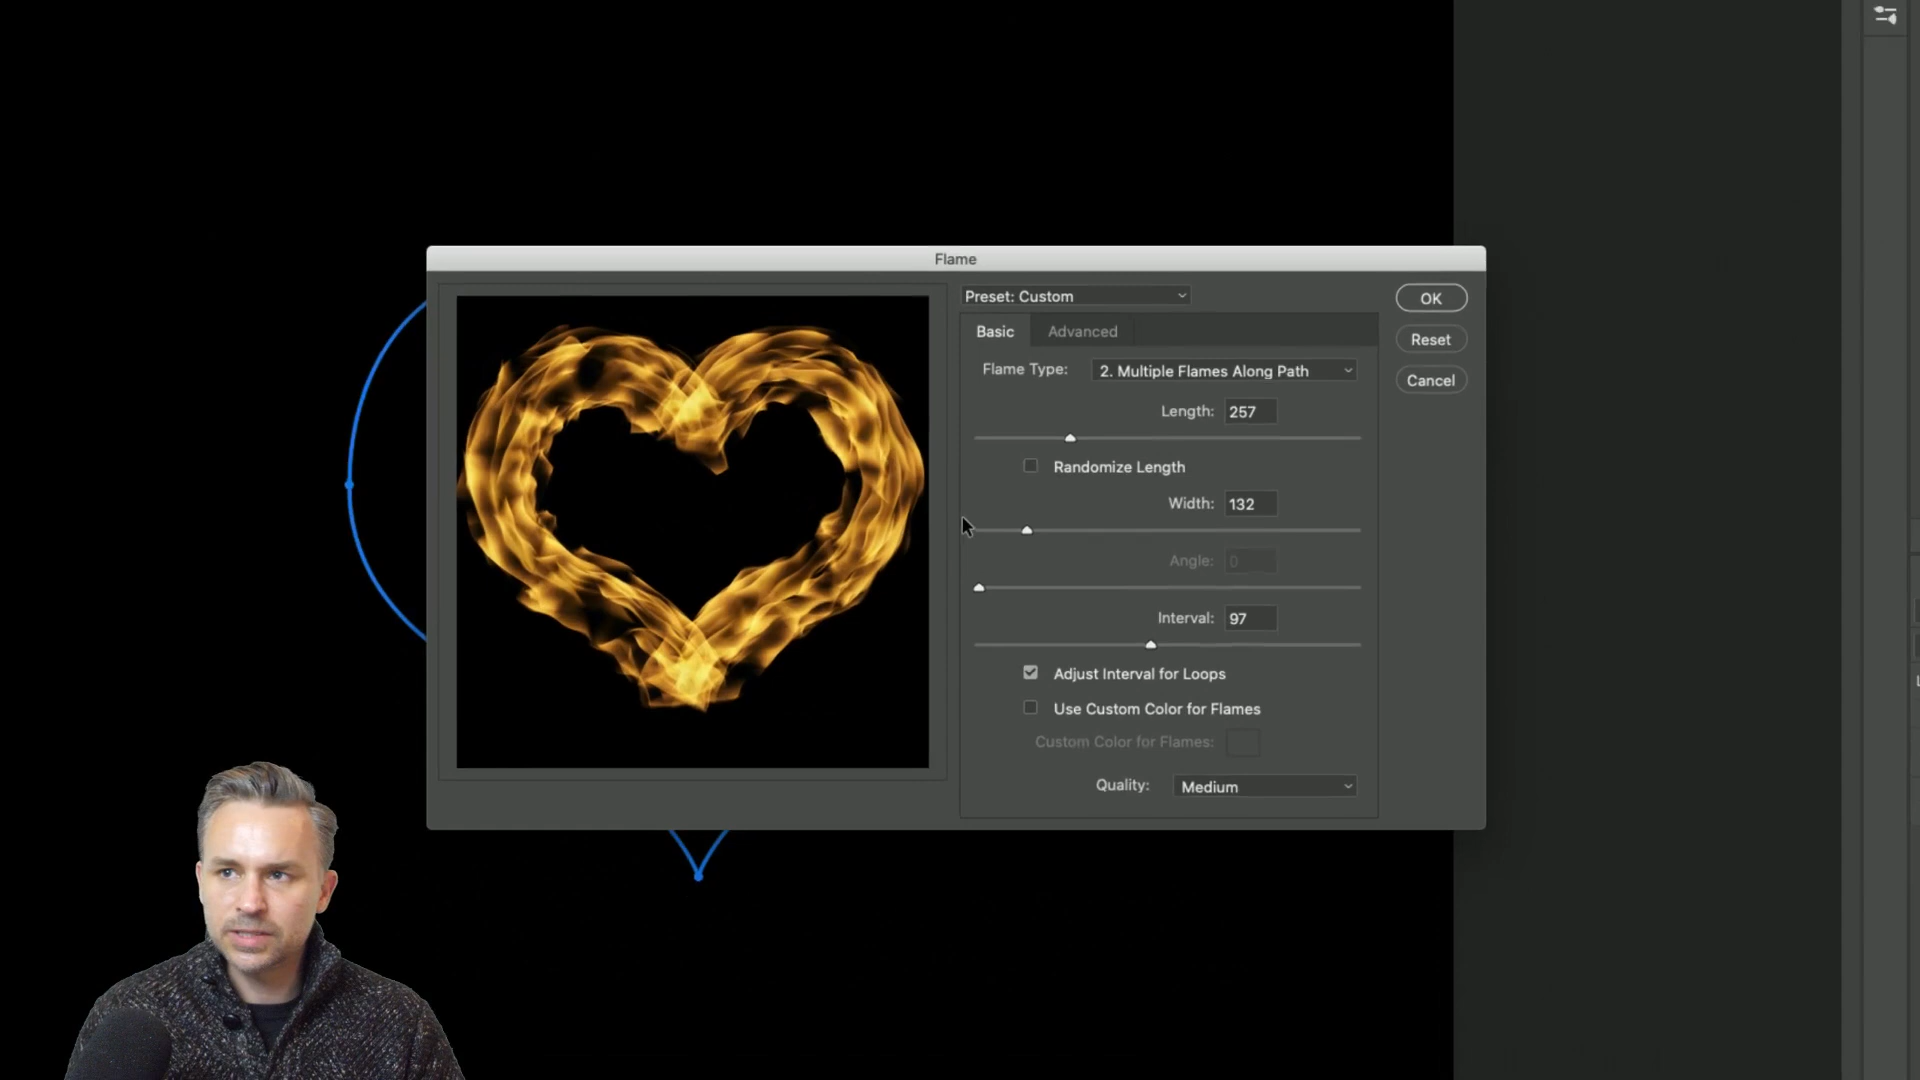 Flame
Preset: Custom
OK
Basic
Advanced
Reset
Flame Type:
2. Multiple Flames Along Path
Cancel
Length:
257
Randomize Length
Width:
132
Angle:
0
Interval:
97
Adjust Interval for Loops
Use Custom Color for Flames
Custom Color for Flames:
Quality:
Medium